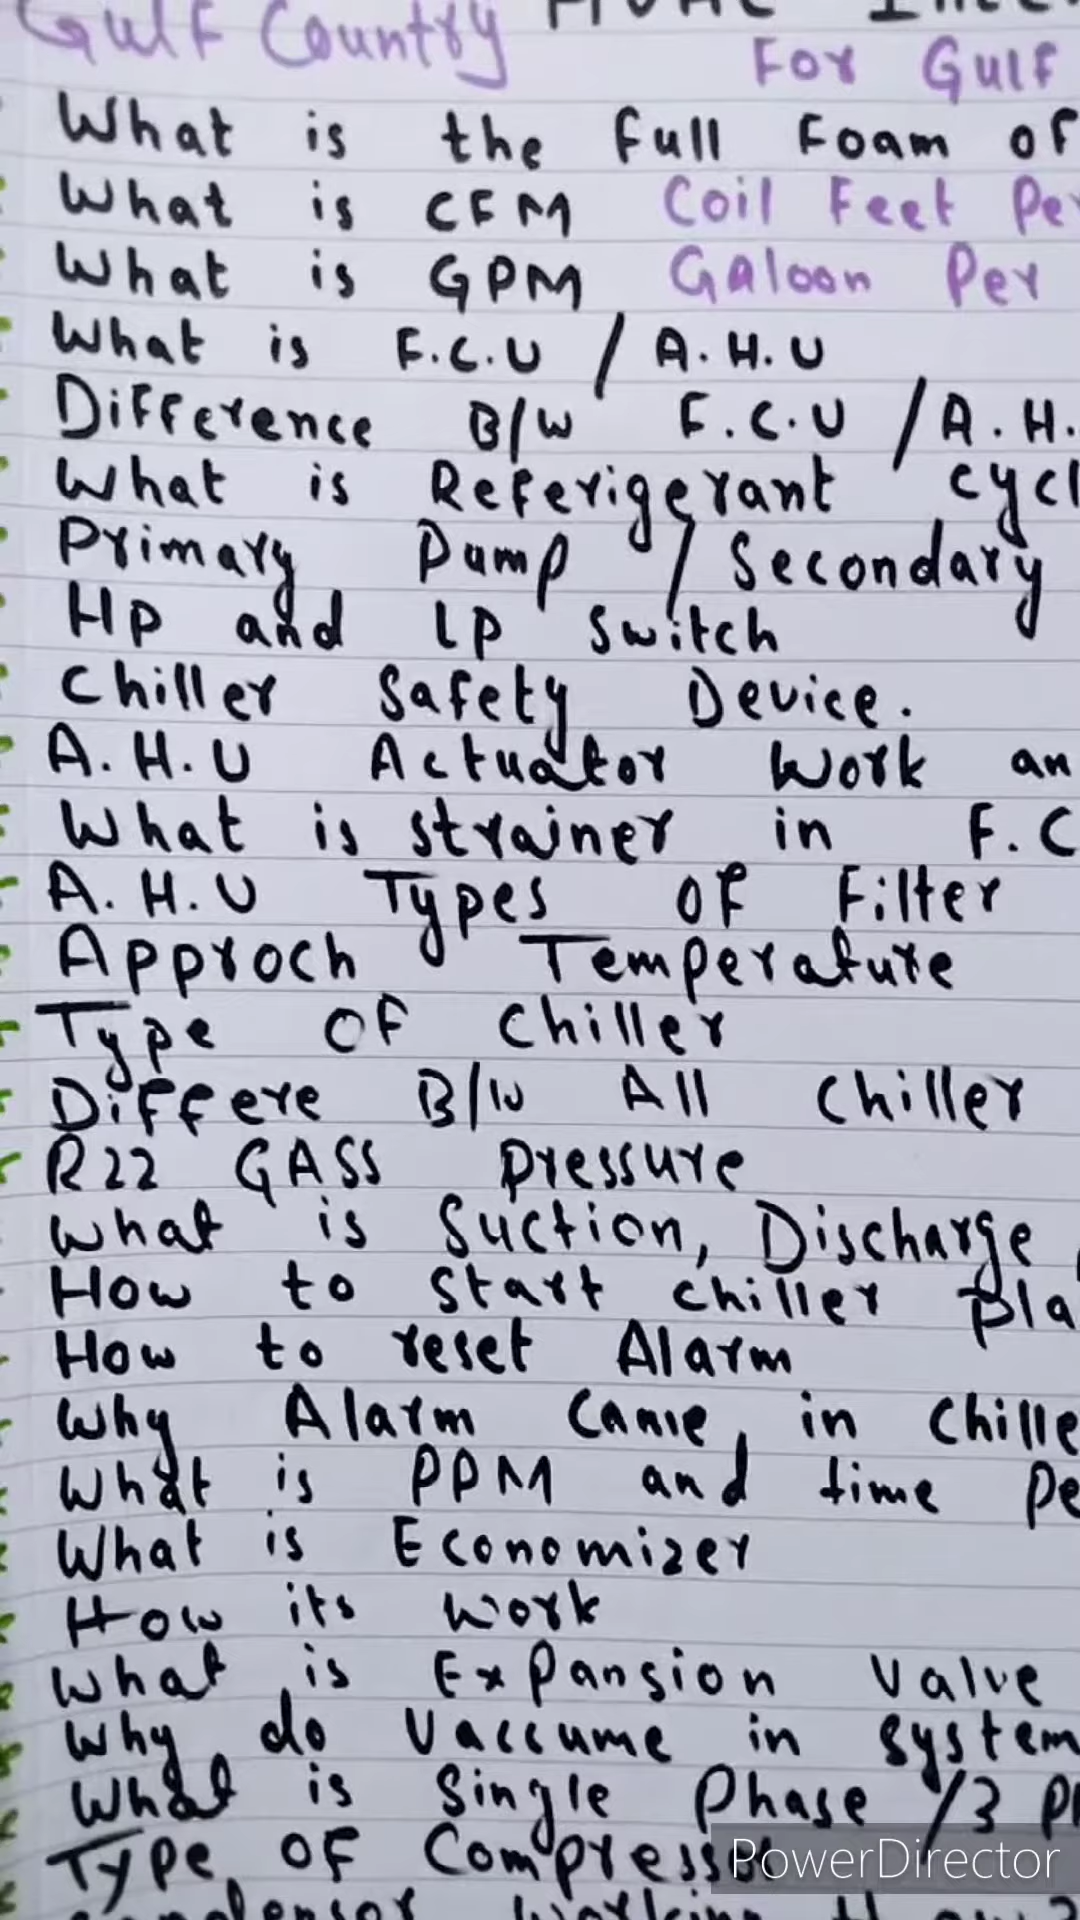 Gulf Country HVAC
For Gulf
What is the Full Foam of
What is CFM Coil Feet Per
What is GPM Galoon Per
What is F.C.U / A.H.U
Difference B/W F.C.U / A.H.
What is Referigerant cycl
Primary Pump / Secondary
HP and LP Switch
Chiller Safety Device.
A.H.U Actuator Work an
What is strainer in F.C
A.H.U Types OF Filter
Approch Temperature
Type OF Chiller
Differe B/W All Chiller
R22 GASS Pressure
What is Suction, Discharge
How to Start chiller pla
How to reset Alarm
Why Alarm Came in Chille
What is PPM and time Pe
What is Economizer
How its Work
What is Expansion Valve
Why do Vaccume in system
What is Single Phase /3 P
Type OF Compressor
PowerDirector